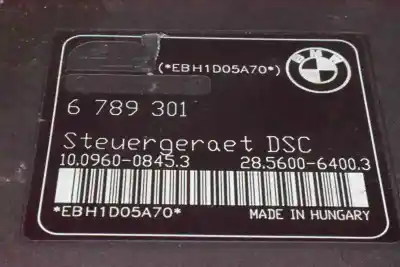 (*EBH1D05A70*)
BMW
6 789 301
Steuergeraet DSC
10.0960-0845.3 28.5600-6400.3
*EBH1D05A70*
MADE IN HUNGARY